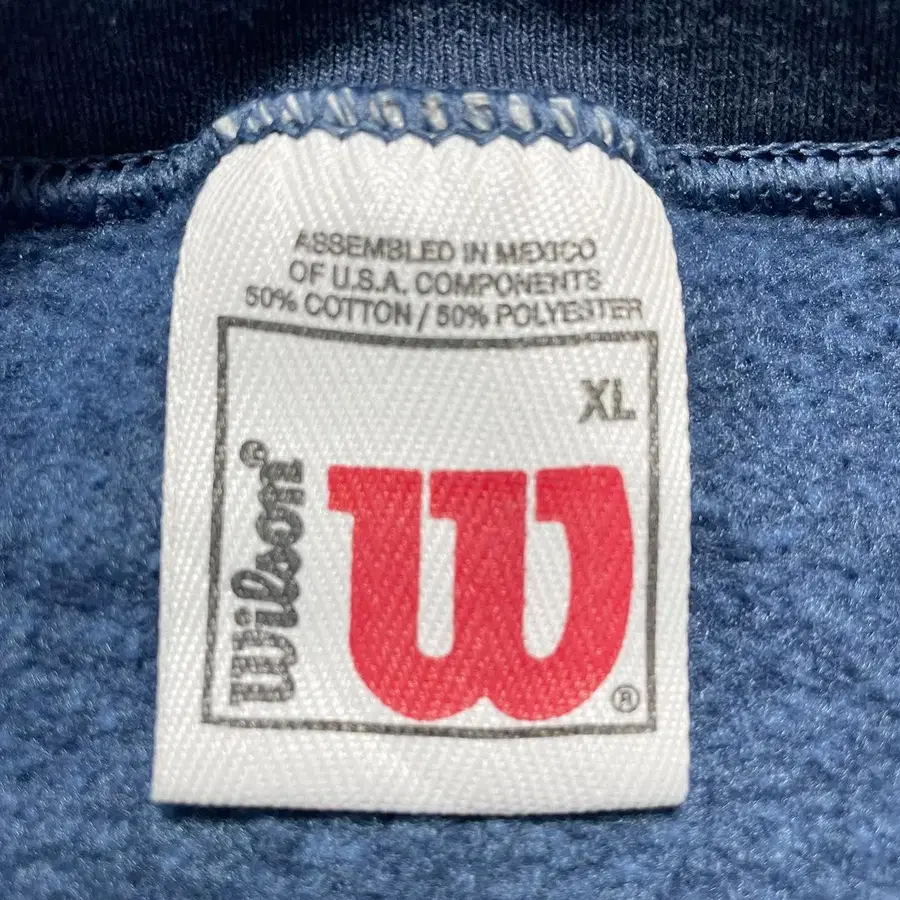 ASSEMBLED IN MEXICO
OF U.S.A. COMPONENTS
50% COTTON / 50% POLYESTER
XL
Wilson®
W
®